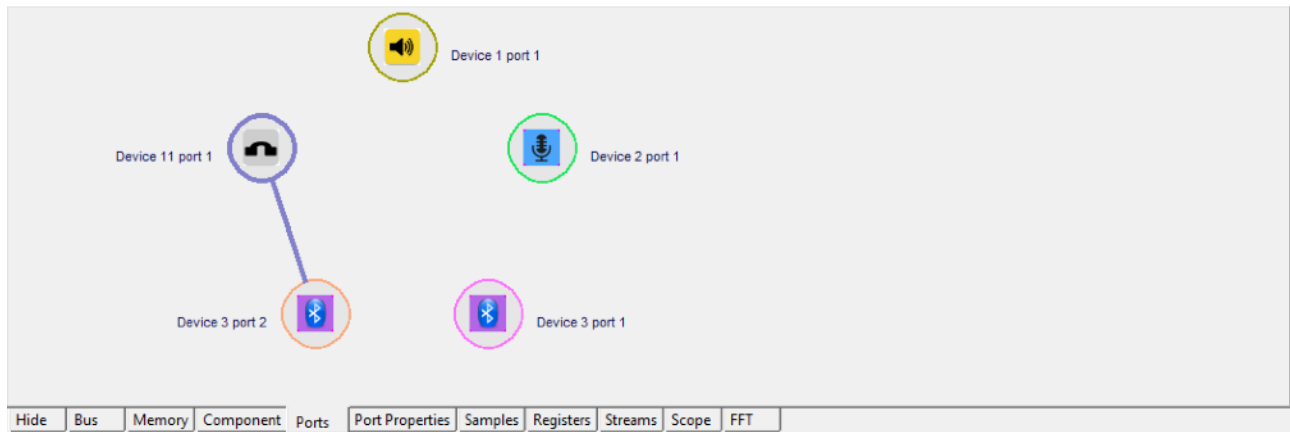 Device 1 port 1
Device 11 port 1
Device 2 port 1
Device 3 port 2
Device 3 port 1
Hide Bus Memory Component Ports Port Properties Samples Registers Streams Scope FFT